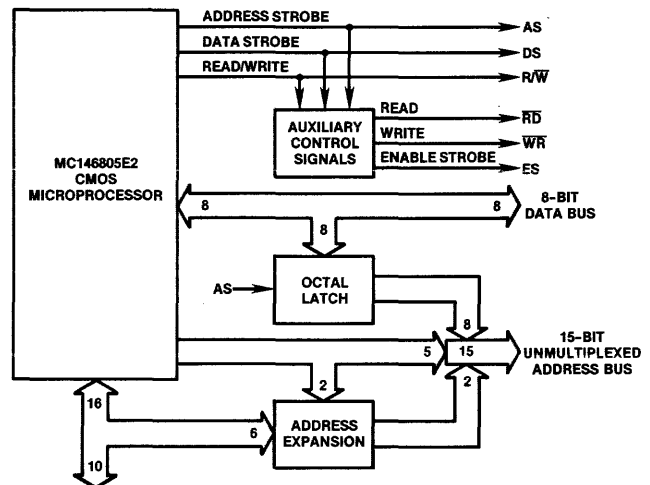 ADDRESS STROBE
AS
DATA STROBE
DS
READ/WRITE
R/W̅
MC146805E2
CMOS
MICROPROCESSOR
AUXILIARY
CONTROL
SIGNALS
READ
R̅D̅
WRITE
W̅R̅
ENABLE STROBE
ES
8
8
8-BIT
DATA BUS
8
AS
OCTAL
LATCH
8
5
15
15-BIT
UNMULTIPLEXED
ADDRESS BUS
2
2
16
6
ADDRESS
EXPANSION
10